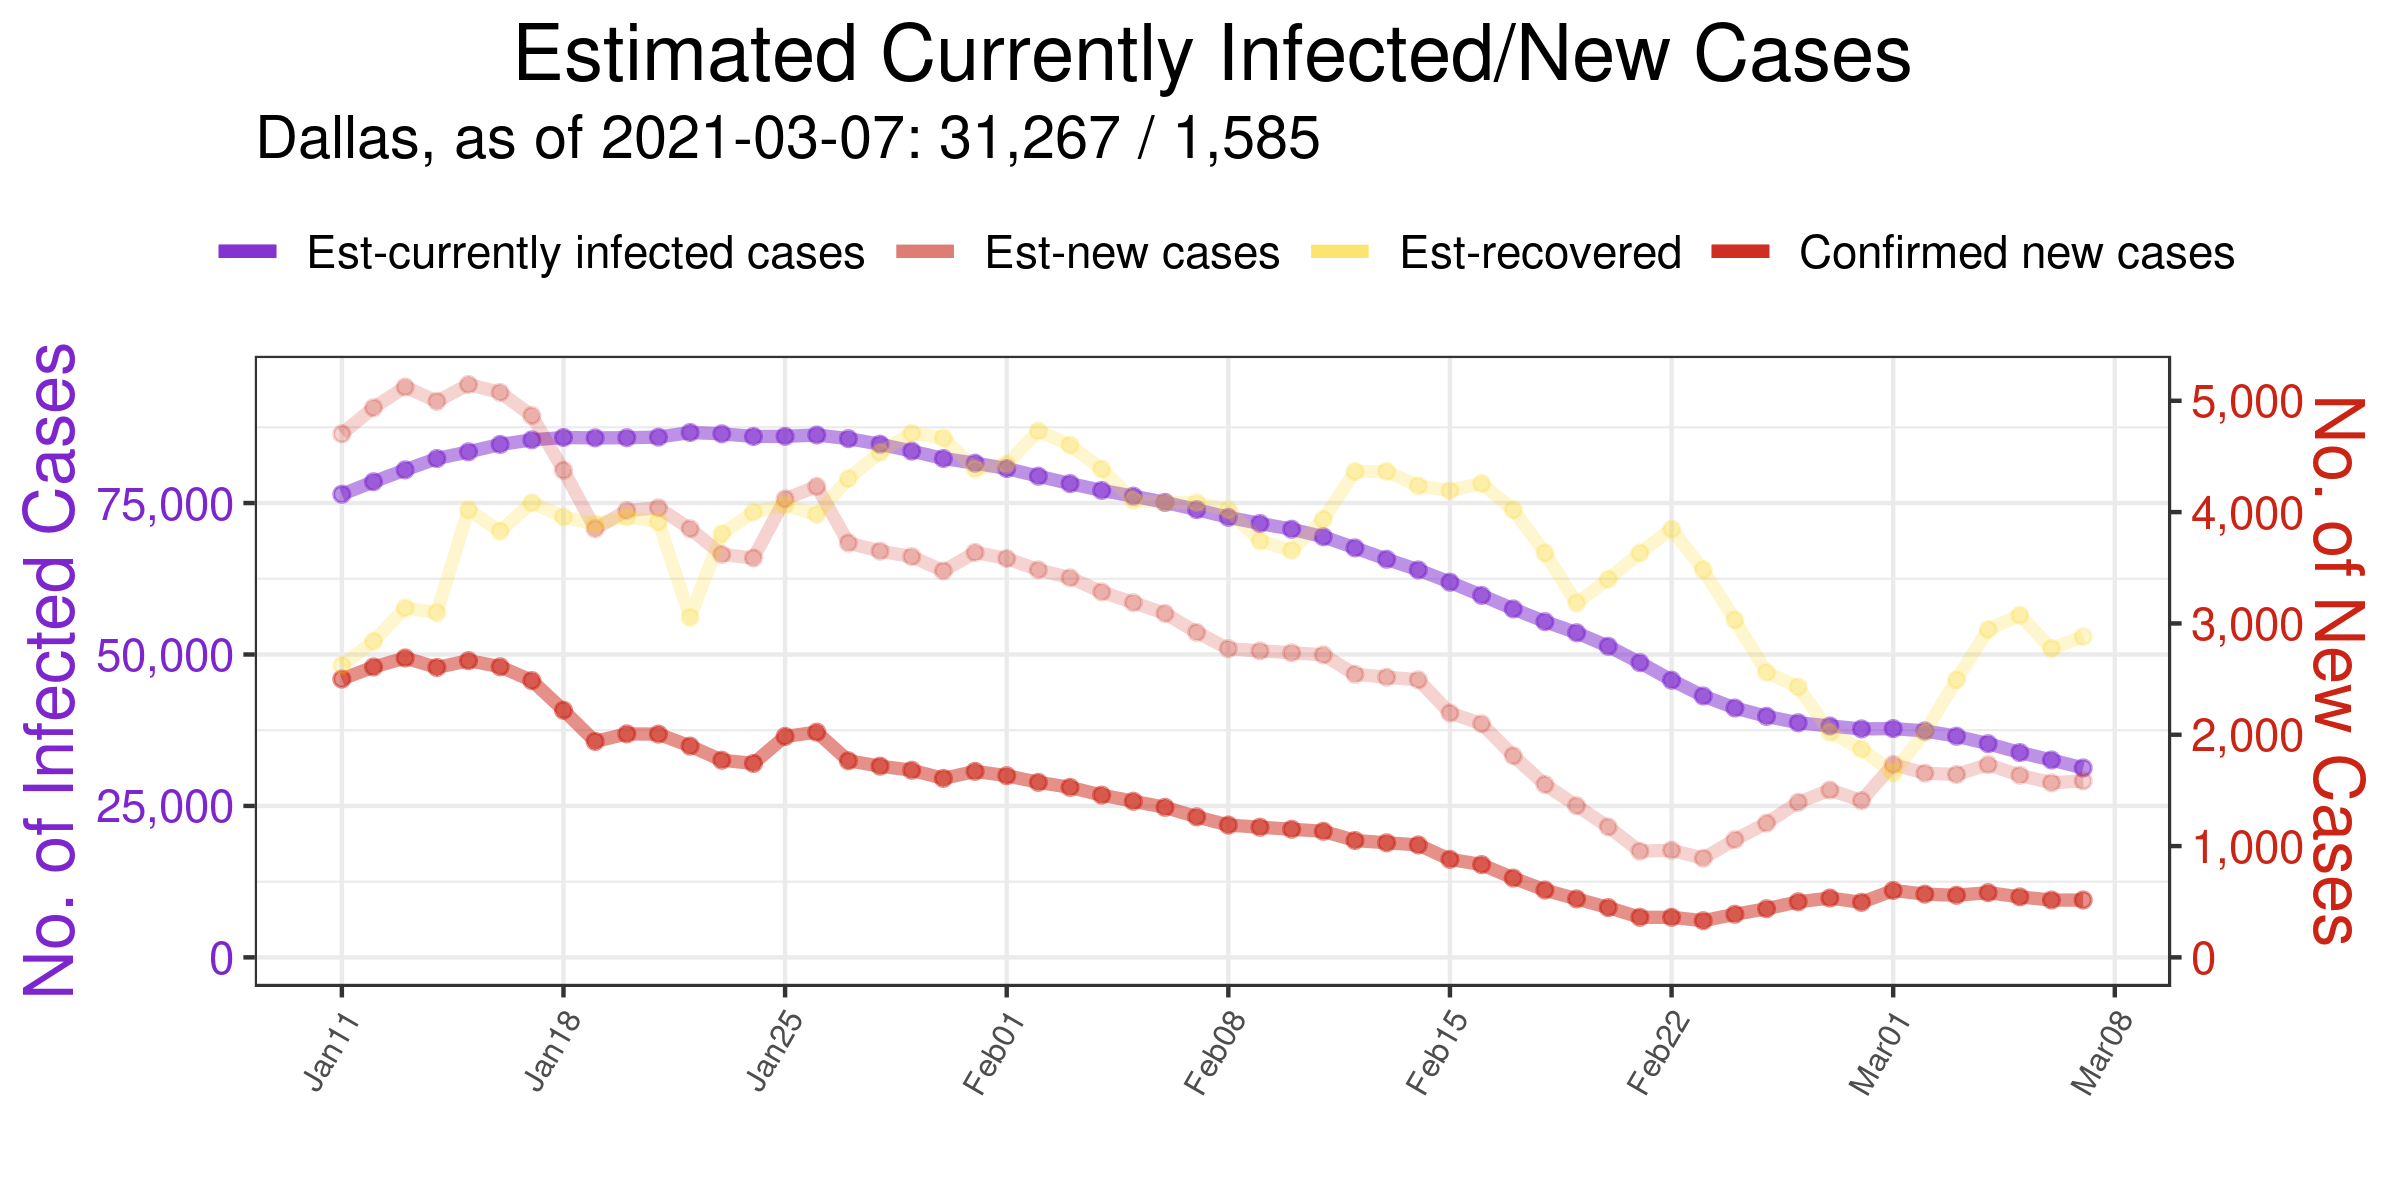 Estimated Currently Infected/New Cases
Dallas, as of 2021-03-07: 31,267 / 1,585
Est-currently infected cases Est-new cases Est-recovered Confirmed new cases
No. of Infected Cases
75,000
50,000
25,000
0
5,000
4,000
3,000
2,000
1,000
0
No. of New Cases
Jan11 Jan18 Jan25 Feb01 Feb08 Feb15 Feb22 Mar01 Mar08